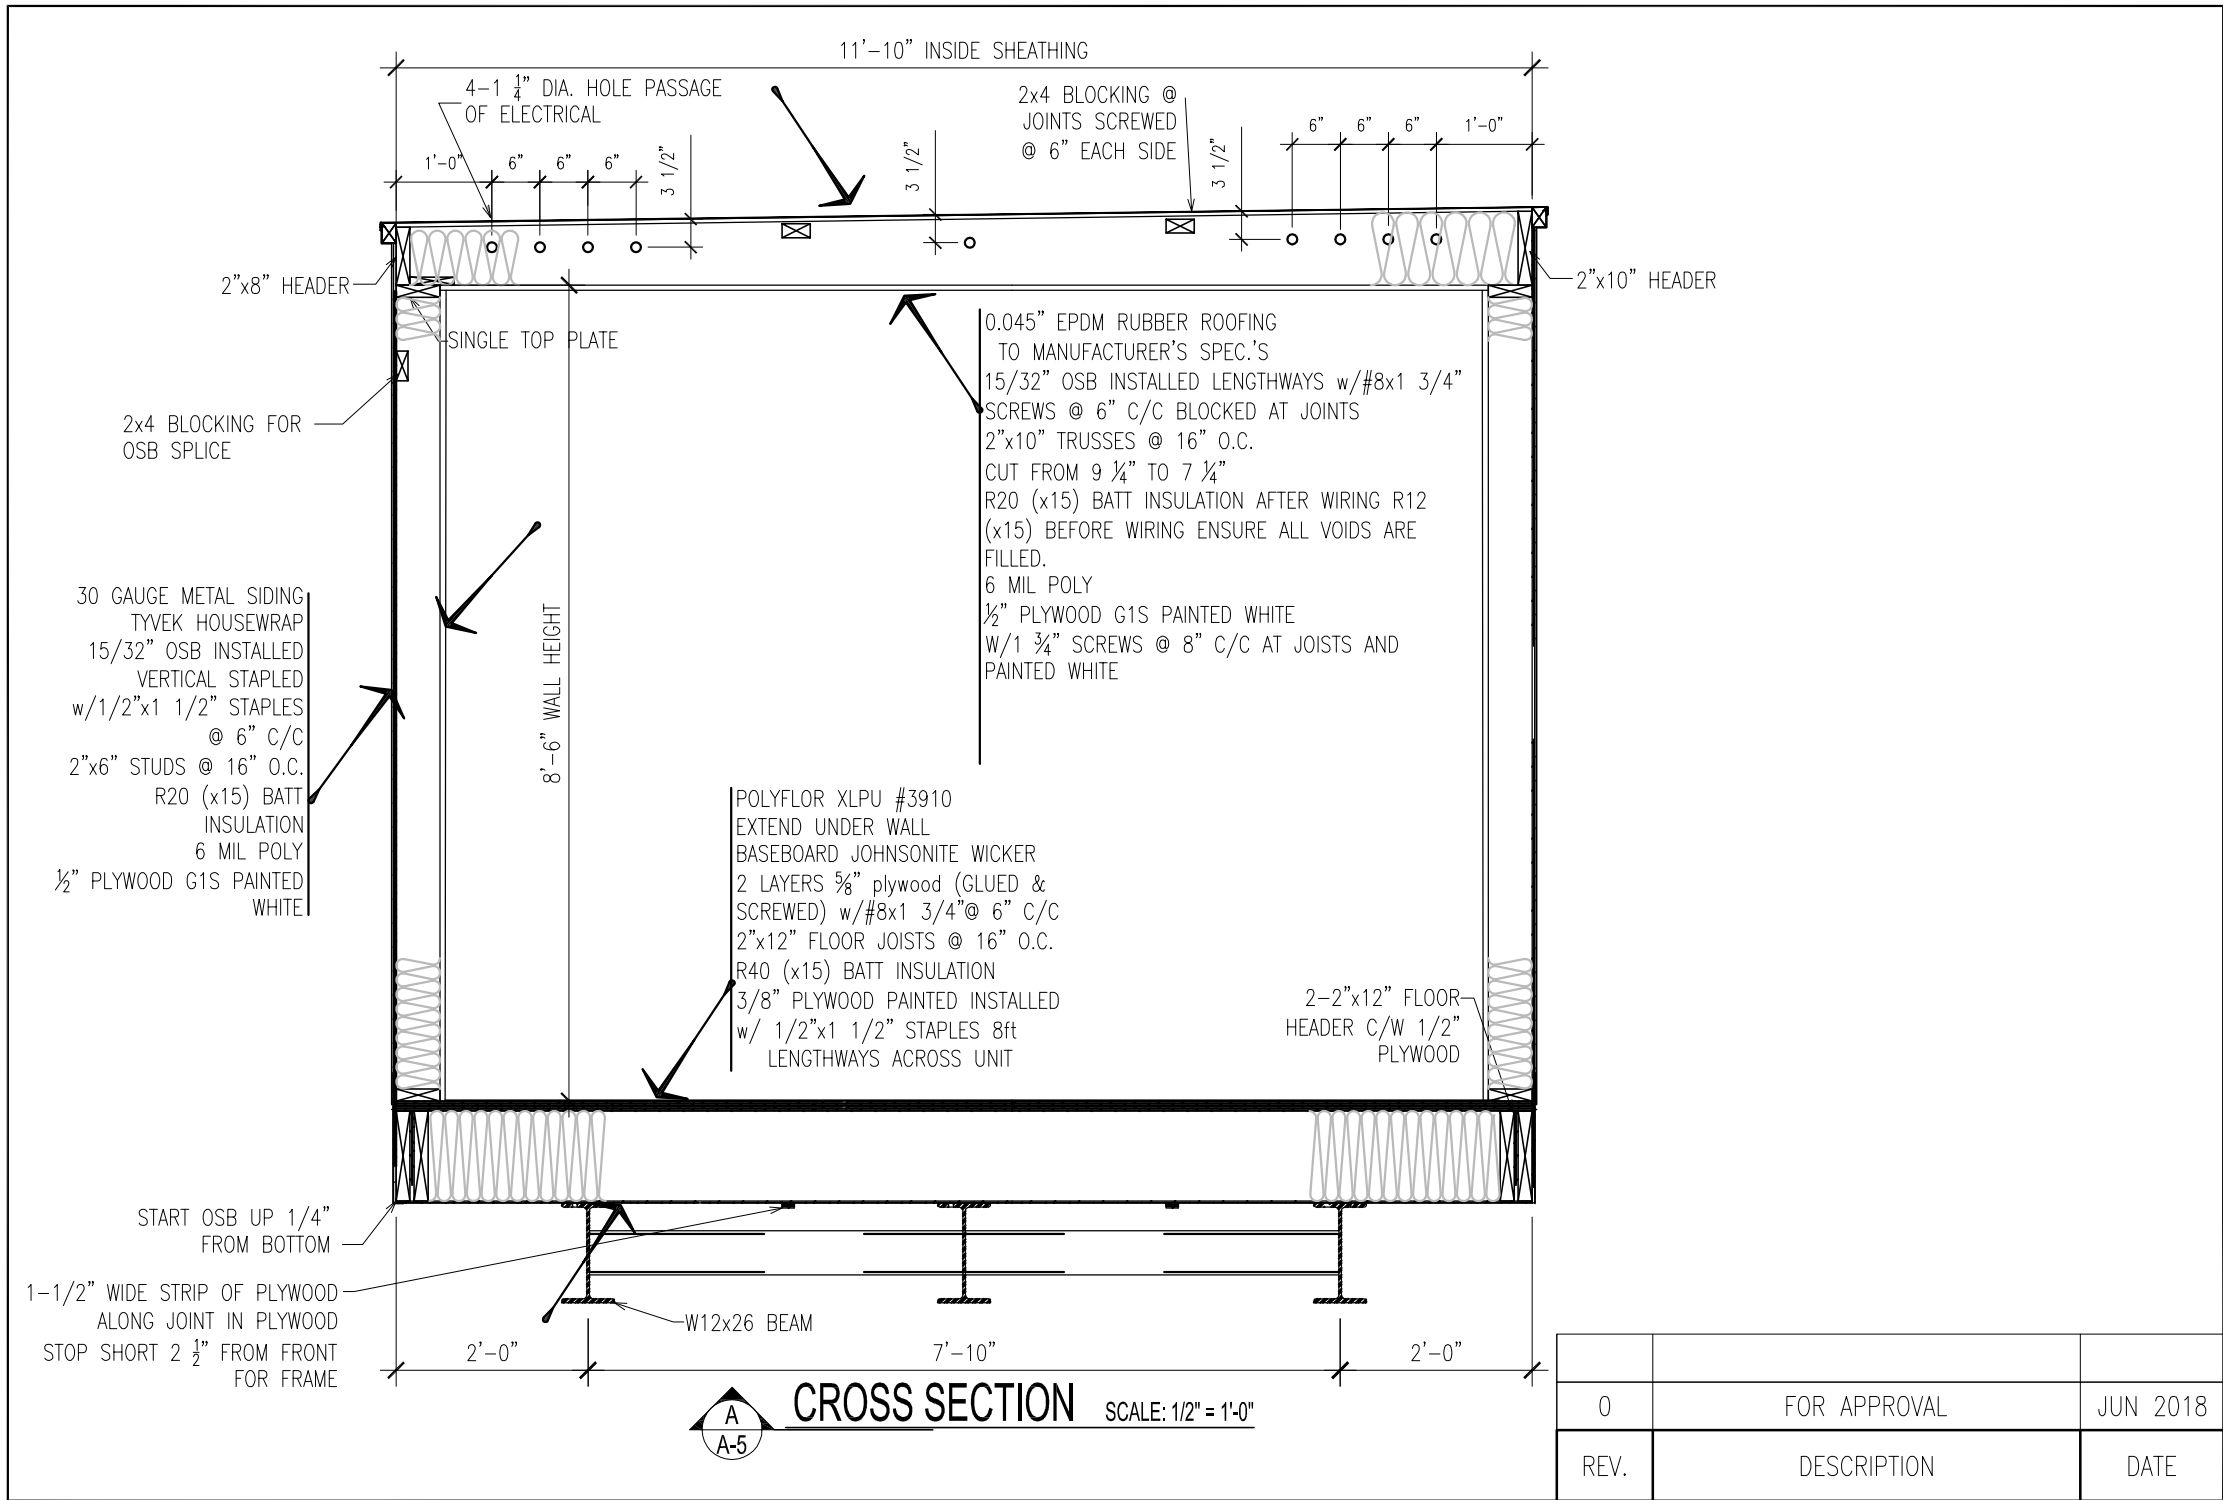 11'-10" INSIDE SHEATHING
4-1 1/4" DIA. HOLE PASSAGE
OF ELECTRICAL
2x4 BLOCKING @
JOINTS SCREWED
@ 6" EACH SIDE
1'-0" 6" 6" 6" 3 1/2"
3 1/2"
3 1/2" 6" 6" 6" 1'-0"
2"x8" HEADER
2"x10" HEADER
SINGLE TOP PLATE
2x4 BLOCKING FOR
OSB SPLICE
0.045" EPDM RUBBER ROOFING
TO MANUFACTURER'S SPEC.'S
15/32" OSB INSTALLED LENGTHWAYS w/#8x1 3/4"
SCREWS @ 6" C/C BLOCKED AT JOINTS
2"x10" TRUSSES @ 16" O.C.
CUT FROM 9 1/4" TO 7 1/4"
R20 (x15) BATT INSULATION AFTER WIRING R12
(x15) BEFORE WIRING ENSURE ALL VOIDS ARE
FILLED.
6 MIL POLY
1/2" PLYWOOD G1S PAINTED WHITE
W/1 3/4" SCREWS @ 8" C/C AT JOISTS AND
PAINTED WHITE
30 GAUGE METAL SIDING
TYVEK HOUSEWRAP
15/32" OSB INSTALLED
VERTICAL STAPLED
w/1/2"x1 1/2" STAPLES
@ 6" C/C
2"x6" STUDS @ 16" O.C.
R20 (x15) BATT
INSULATION
6 MIL POLY
1/2" PLYWOOD G1S PAINTED
WHITE
8'-6" WALL HEIGHT
POLYFLOR XLPU #3910
EXTEND UNDER WALL
BASEBOARD JOHNSONITE WICKER
2 LAYERS 5/8" plywood (GLUED &
SCREWED) w/#8x1 3/4"@ 6" C/C
2"x12" FLOOR JOISTS @ 16" O.C.
R40 (x15) BATT INSULATION
3/8" PLYWOOD PAINTED INSTALLED
w/ 1/2"x1 1/2" STAPLES 8ft
LENGTHWAYS ACROSS UNIT
2-2"x12" FLOOR
HEADER C/W 1/2"
PLYWOOD
START OSB UP 1/4"
FROM BOTTOM
1-1/2" WIDE STRIP OF PLYWOOD
ALONG JOINT IN PLYWOOD
STOP SHORT 2 1/2" FROM FRONT
FOR FRAME
W12x26 BEAM
2'-0" 7'-10" 2'-0"
A
A-5
CROSS SECTION SCALE: 1/2" = 1'-0"
0 FOR APPROVAL JUN 2018
REV. DESCRIPTION DATE